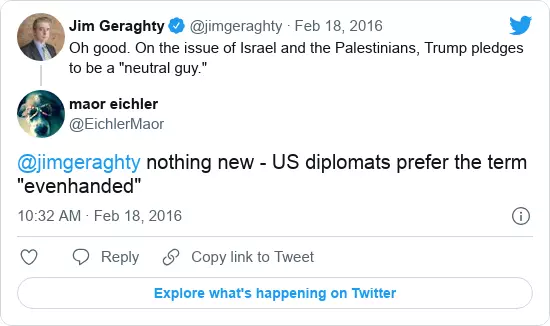 Jim Geraghty @jimgeraghty · Feb 18, 2016
Oh good. On the issue of Israel and the Palestinians, Trump pledges
to be a "neutral guy."
maor eichler
@EichlerMaor
@jimgeraghty nothing new - US diplomats prefer the term
"evenhanded"
10:32 AM · Feb 18, 2016
Reply
Copy link to Tweet
Explore what's happening on Twitter